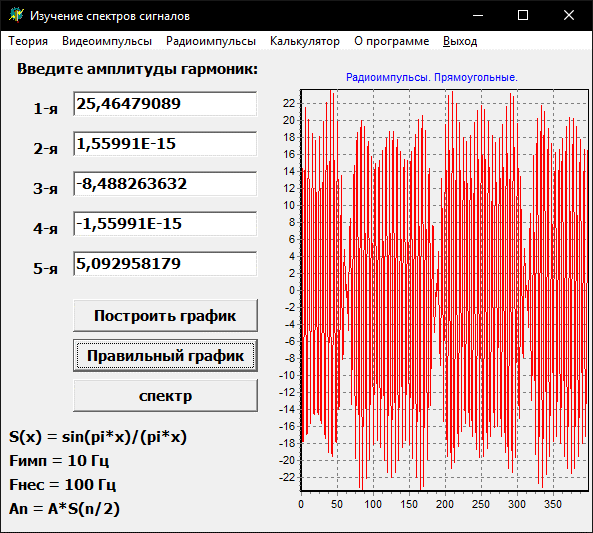 Изучение спектров сигналов
Теория Видеоимпульсы Радиоимпульсы Калькулятор О программе Выход
Введите амплитуды гармоник:
1-я 25,46479089
2-я 1,55991E-15
3-я -8,488263632
4-я -1,55991E-15
5-я 5,092958179
Построить график
Правильный график
спектр
S(x) = sin(pi*x)/(pi*x)
Fимп = 10 Гц
Fнес = 100 Гц
An = A*S(n/2)
Радиоимпульсы. Прямоугольные.
22
20
18
16
14
12
10
8
6
4
2
0
-2
-4
-6
-8
-10
-12
-14
-16
-18
-20
-22
0 50 100 150 200 250 300 350